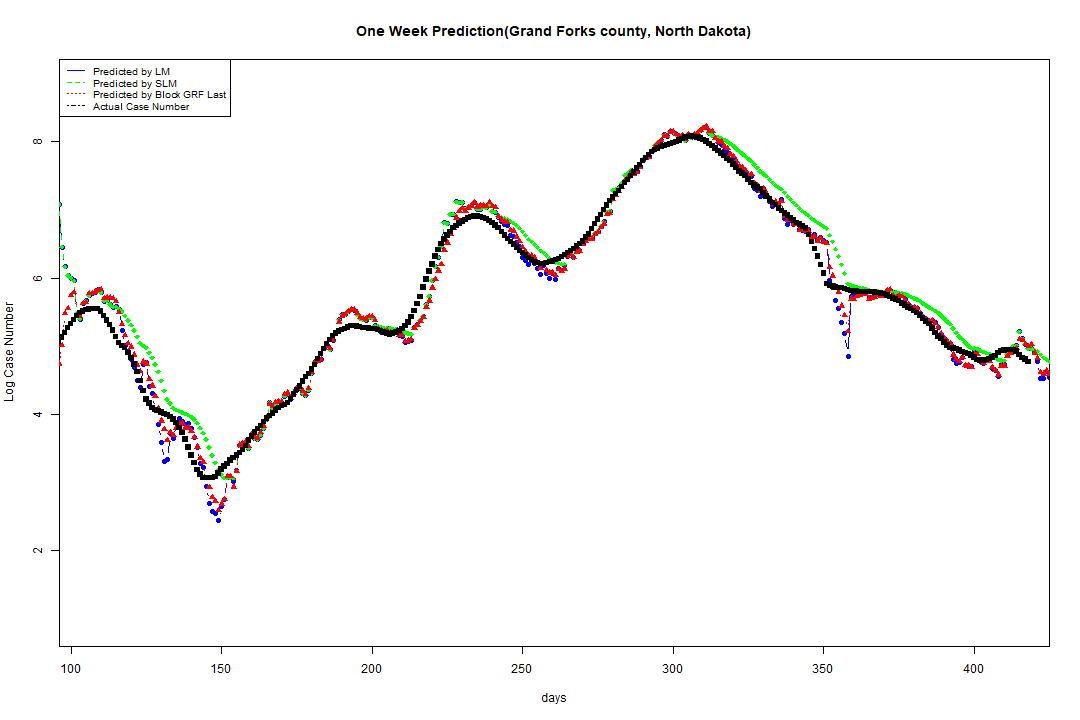 One Week Prediction(Grand Forks county, North Dakota)
Predicted by LM
Predicted by SLM
Predicted by Block GRF Last
Actual Case Number
8
6
4
2
Log Case Number
100 150 200 250 300 350 400
days